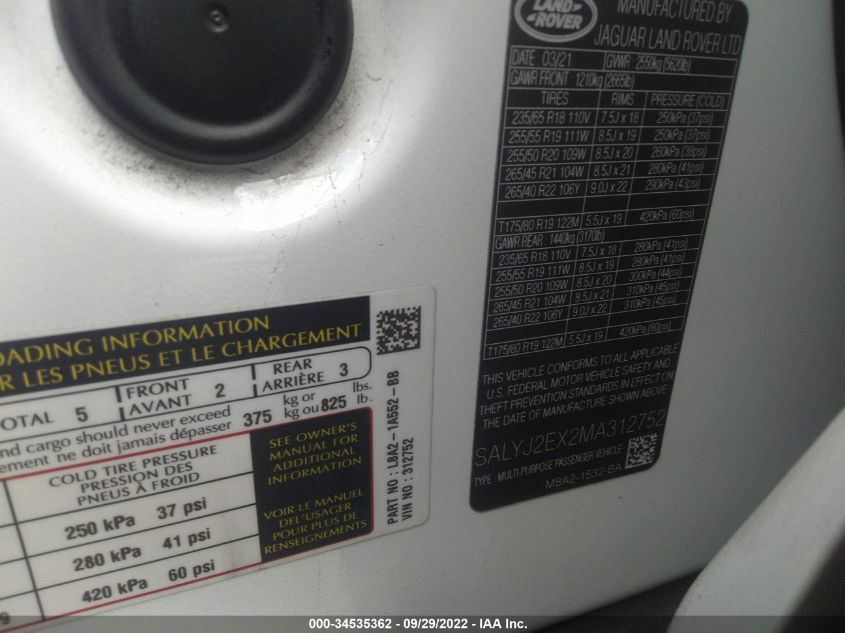 LAND
ROVER
MANUFACTURED BY
JAGUAR LAND ROVER LTD
DATE 03/21 GVWR 2550kg (5620lb)
GAWR FRONT 1210kg (2665lb)
TIRES RIMS PRESSURE (COLD)
235/65 R18 110V 7.5J x 18 250kPa (37psi)
255/55 R19 111W 8.5J x 19 250kPa (37psi)
255/50 R20 109W 8.5J x 20 260kPa (38psi)
265/45 R21 104W 8.5J x 21 280kPa (41psi)
265/40 R22 106Y 9.0J x 22 290kPa (43psi)
T175/80 R19 122M 5.5J x 19 420kPa (60psi)
GAWR REAR 1440kg (3170lb)
235/65 R18 110V 7.5J x 18 280kPa (41psi)
255/55 R19 111W 8.5J x 19 280kPa (41psi)
255/50 R20 109W 8.5J x 20 300kPa (44psi)
265/45 R21 104W 8.5J x 21 310kPa (45psi)
265/40 R22 106Y 9.0J x 22 310kPa (45psi)
T175/80 R19 122M 5.5J x 19 420kPa (60psi)
THIS VEHICLE CONFORMS TO ALL APPLICABLE
U.S. FEDERAL MOTOR VEHICLE SAFETY AND
THEFT PREVENTION STANDARDS IN EFFECT ON
THE DATE OF MANUFACTURE SHOWN ABOVE.
SALYJ2EX2MA312752
TYPE: MULTI-PURPOSE PASSENGER VEHICLE
M8A2-1532-BA
OADING INFORMATION
R LES PNEUS ET LE CHARGEMENT
OTAL 5 FRONT AVANT 2 REAR ARRIÈRE 3
nd cargo should never exceed
ement ne doit jamais dépasser 375 kg or kg ou 825 lbs. lb.
COLD TIRE PRESSURE
PRESSION DES
PNEUS À FROID
250 kPa 37 psi
280 kPa 41 psi
9 420 kPa 60 psi
SEE OWNER'S
MANUAL FOR
ADDITIONAL
INFORMATION
VOIR LE MANUEL
DEL'USAGER
POUR PLUS DE
RENSEIGNEMENTS
PART NO : L8A2-1A552-BB
VIN NO : 312752
000-34535362 - 09/29/2022 - IAA Inc.